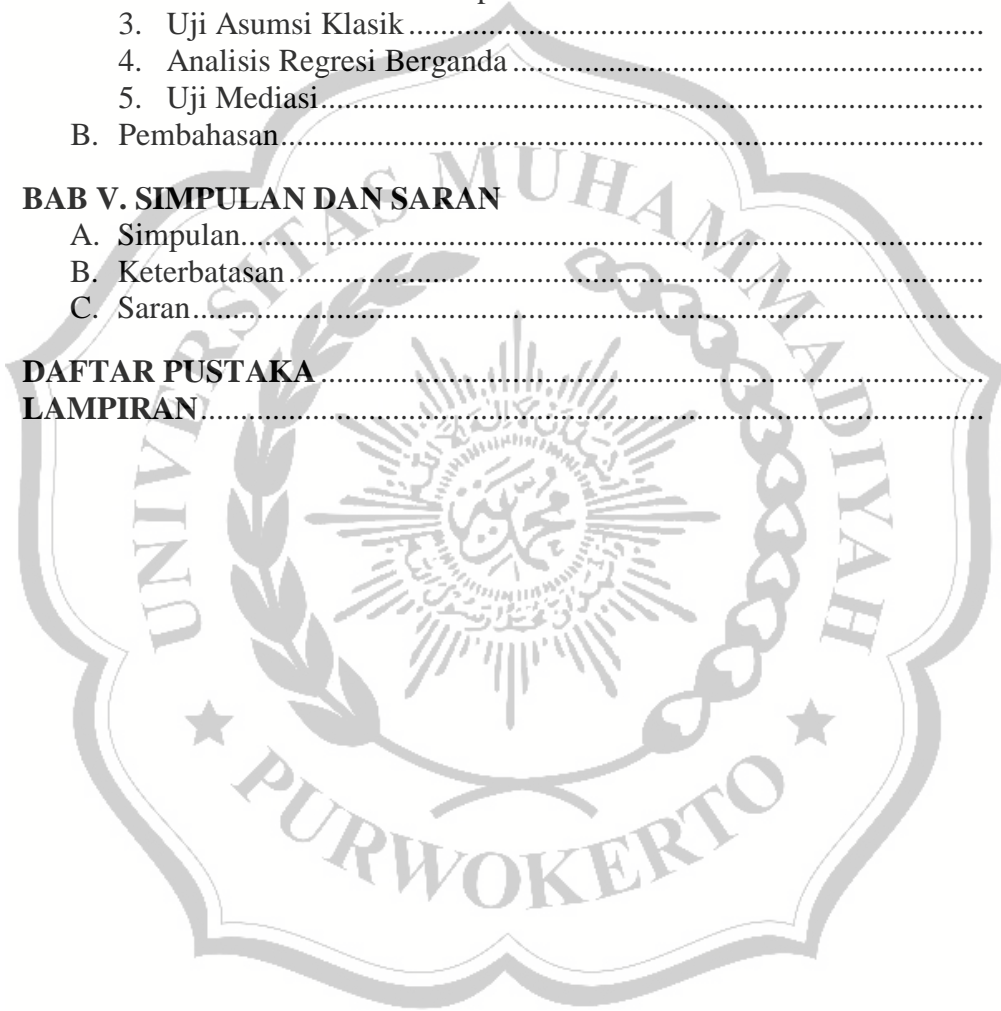 3. Uji Asumsi Klasik
4. Analisis Regresi Berganda
5. Uji Mediasi
B. Pembahasan
BAB V. SIMPULAN DAN SARAN
A. Simpulan
B. Keterbatasan
C. Saran
DAFTAR PUSTAKA
LAMPIRAN
UNIVERSITAS MUHAMMADIYAH
PURWOKERTO